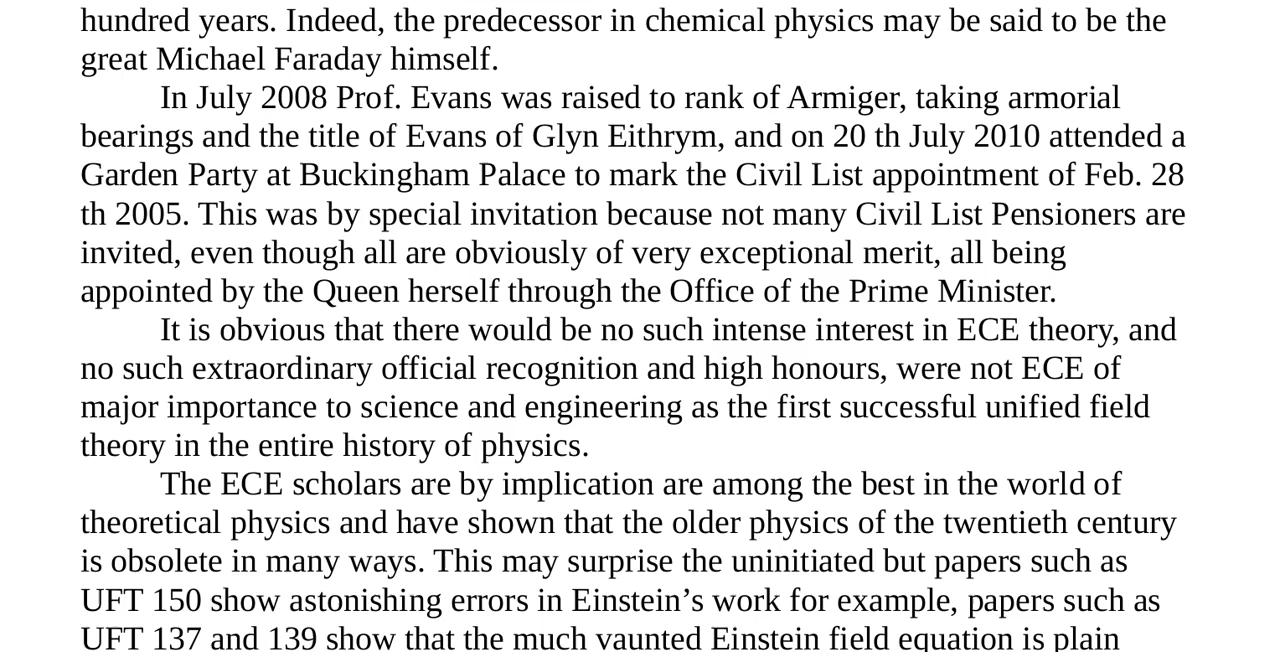 hundred years. Indeed, the predecessor in chemical physics may be said to be the
great Michael Faraday himself.
In July 2008 Prof. Evans was raised to rank of Armiger, taking armorial
bearings and the title of Evans of Glyn Eithrym, and on 20 th July 2010 attended a
Garden Party at Buckingham Palace to mark the Civil List appointment of Feb. 28
th 2005. This was by special invitation because not many Civil List Pensioners are
invited, even though all are obviously of very exceptional merit, all being
appointed by the Queen herself through the Office of the Prime Minister.
It is obvious that there would be no such intense interest in ECE theory, and
no such extraordinary official recognition and high honours, were not ECE of
major importance to science and engineering as the first successful unified field
theory in the entire history of physics.
The ECE scholars are by implication are among the best in the world of
theoretical physics and have shown that the older physics of the twentieth century
is obsolete in many ways. This may surprise the uninitiated but papers such as
UFT 150 show astonishing errors in Einstein’s work for example, papers such as
UFT 137 and 139 show that the much vaunted Einstein field equation is plain